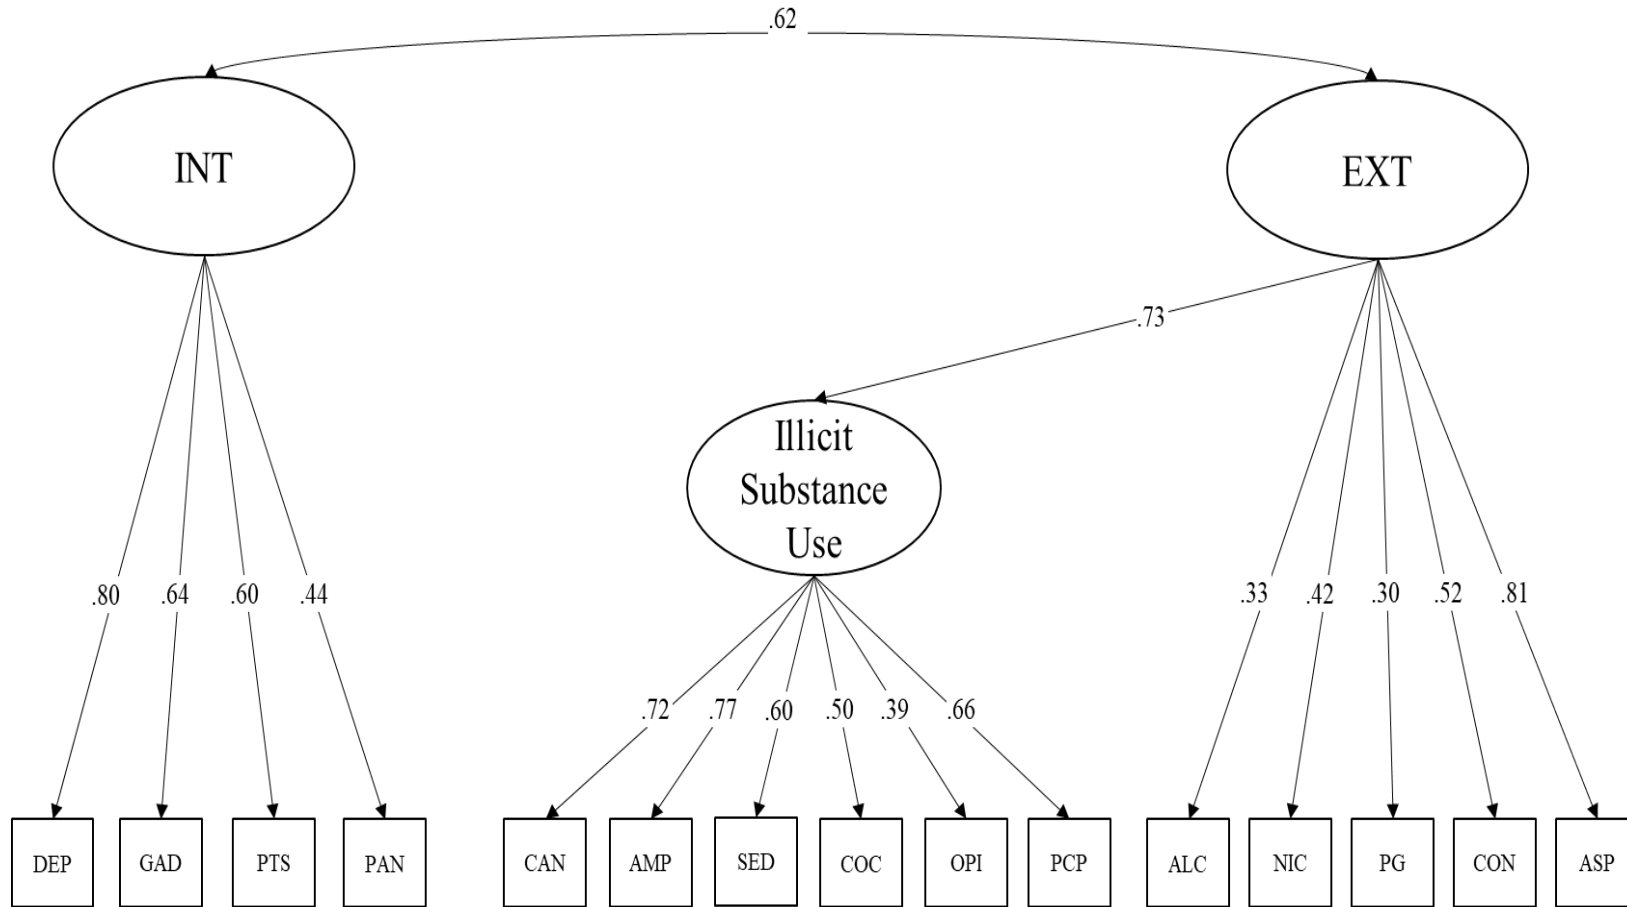 .62
INT
EXT
.73
Illicit
Substance
Use
.80 .64 .60 .44
.33 .42 .30 .52 .81
.72 .77 .60 .50 .39 .66
DEP GAD PTS PAN CAN AMP SED COC OPI PCP ALC NIC PG CON ASP